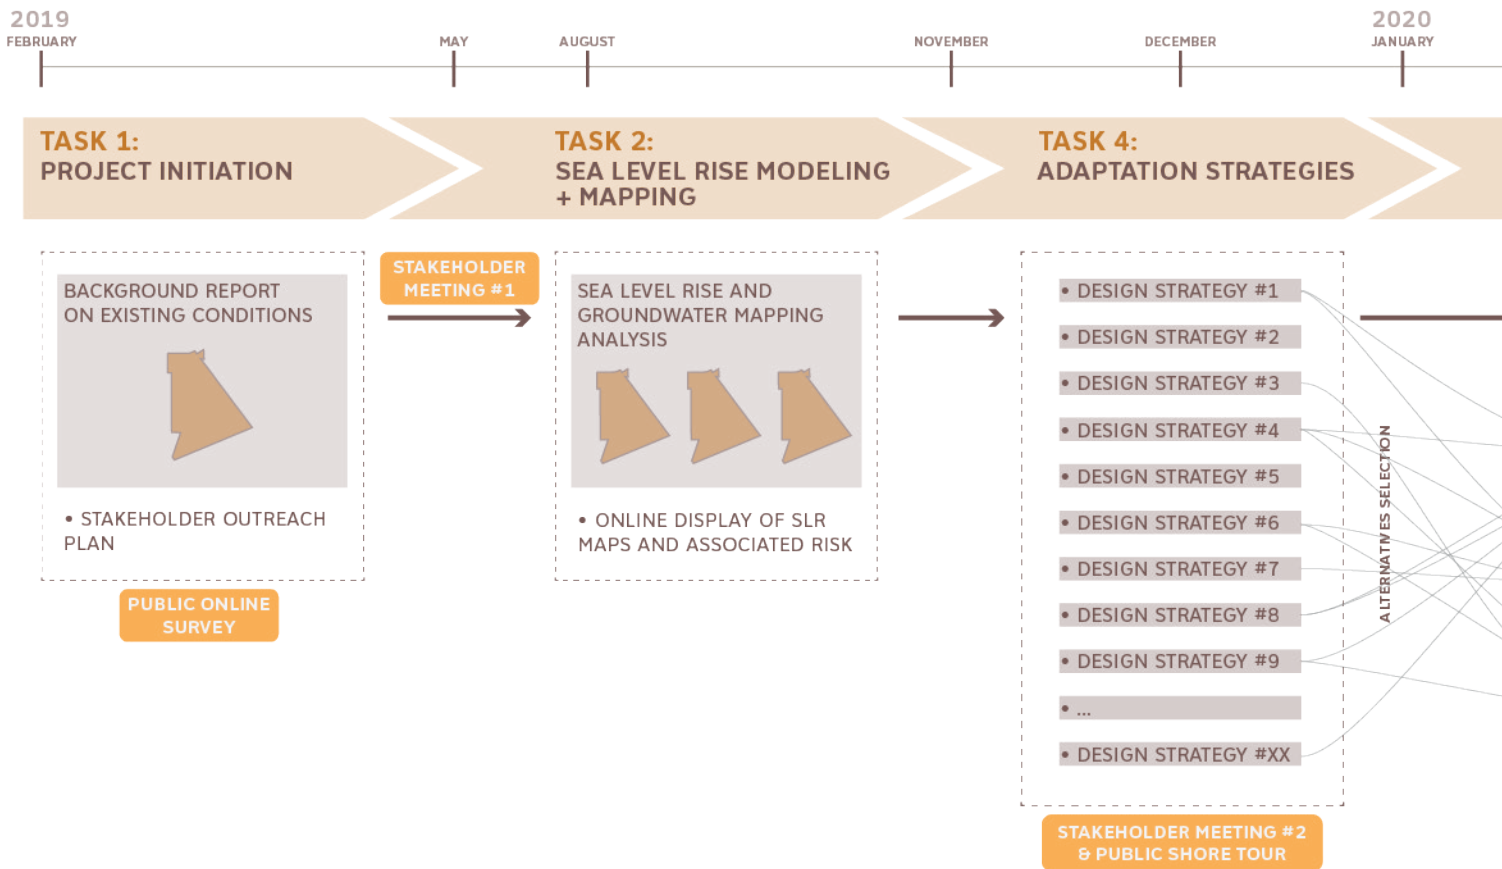 2019
FEBRUARY
MAY
AUGUST
NOVEMBER
DECEMBER
2020
JANUARY
TASK 1:
PROJECT INITIATION
TASK 2:
SEA LEVEL RISE MODELING
+ MAPPING
TASK 4:
ADAPTATION STRATEGIES
BACKGROUND REPORT
ON EXISTING CONDITIONS
• STAKEHOLDER OUTREACH
PLAN
PUBLIC ONLINE
SURVEY
STAKEHOLDER
MEETING #1
SEA LEVEL RISE AND
GROUNDWATER MAPPING
ANALYSIS
• ONLINE DISPLAY OF SLR
MAPS AND ASSOCIATED RISK
• DESIGN STRATEGY #1
• DESIGN STRATEGY #2
• DESIGN STRATEGY #3
• DESIGN STRATEGY #4
• DESIGN STRATEGY #5
• DESIGN STRATEGY #6
• DESIGN STRATEGY #7
• DESIGN STRATEGY #8
• DESIGN STRATEGY #9
• ...
• DESIGN STRATEGY #XX
STAKEHOLDER MEETING #2
& PUBLIC SHORE TOUR
ALTERNATIVES SELECTION